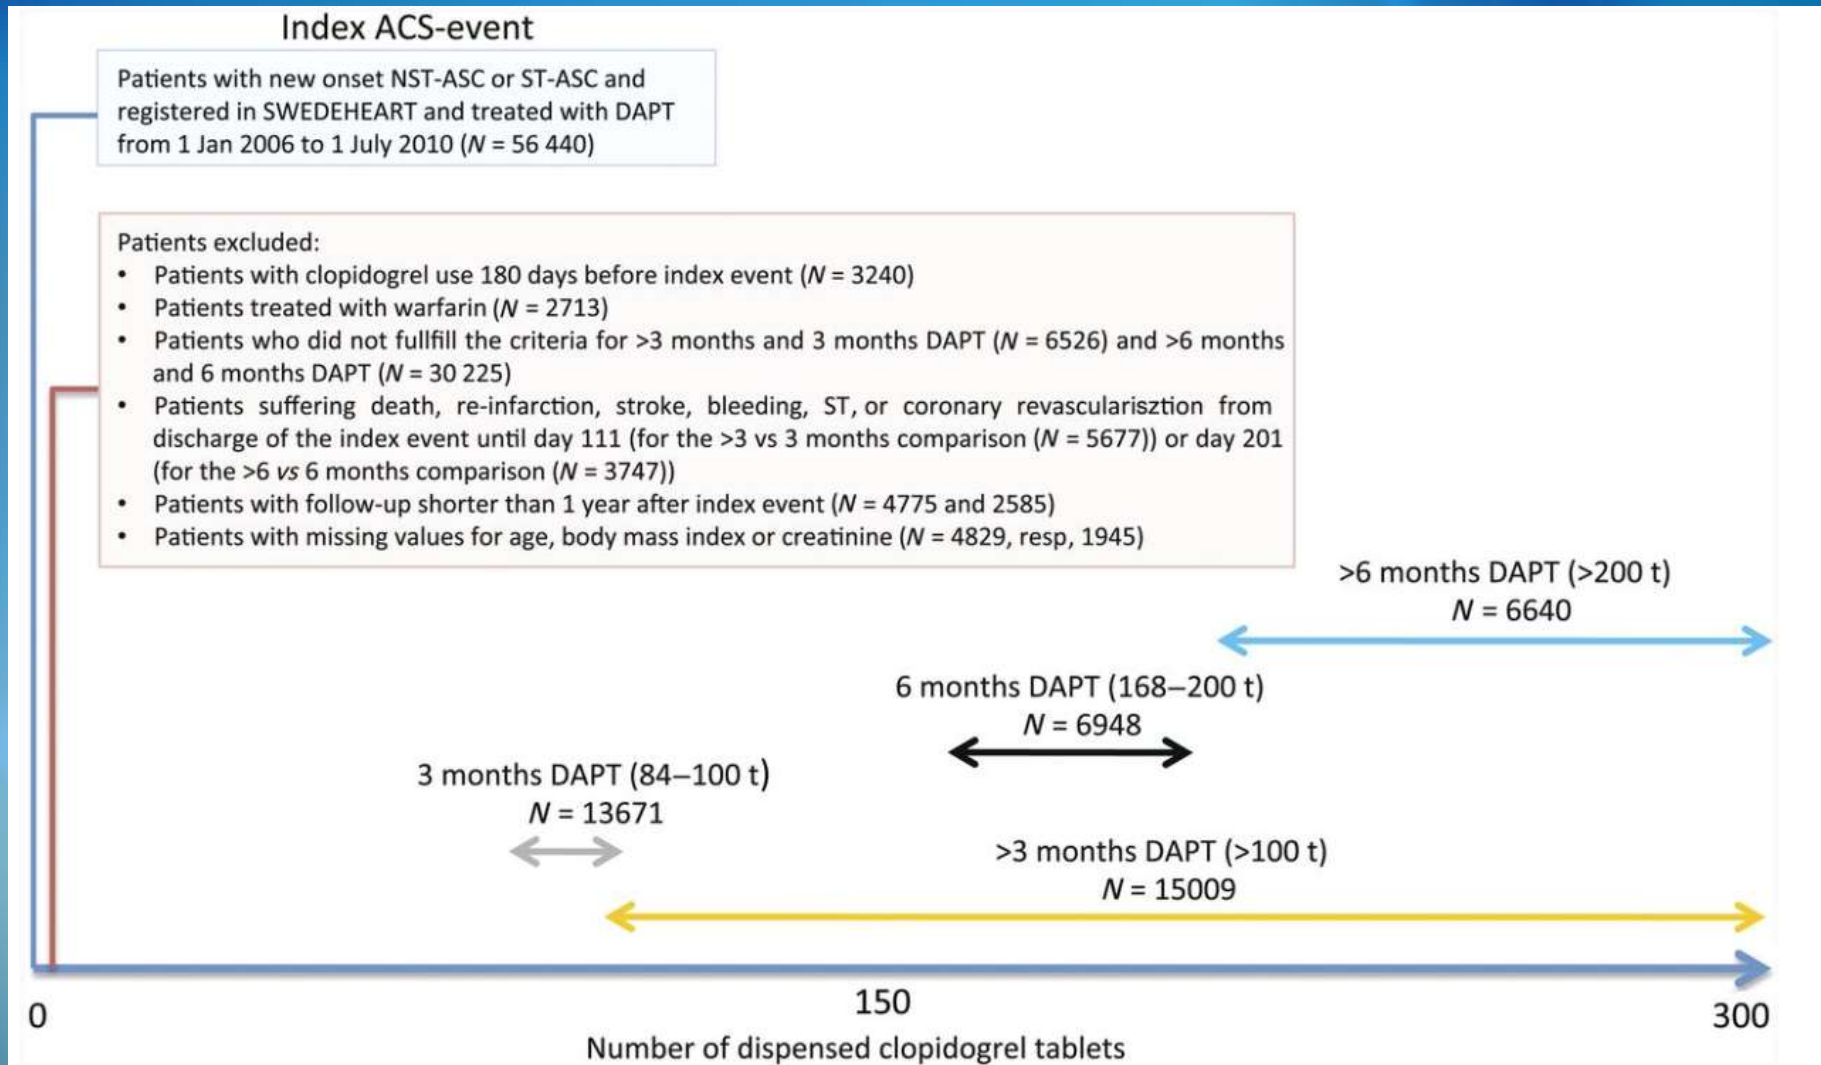 Index ACS-event
Patients with new onset NST-ASC or ST-ASC and
registered in SWEDEHEART and treated with DAPT
from 1 Jan 2006 to 1 July 2010 (N = 56 440)
Patients excluded:
• Patients with clopidogrel use 180 days before index event (N = 3240)
• Patients treated with warfarin (N = 2713)
• Patients who did not fullfill the criteria for >3 months and 3 months DAPT (N = 6526) and >6 months
and 6 months DAPT (N = 30 225)
• Patients suffering death, re-infarction, stroke, bleeding, ST, or coronary revascularisztion from
discharge of the index event until day 111 (for the >3 vs 3 months comparison (N = 5677)) or day 201
(for the >6 vs 6 months comparison (N = 3747))
• Patients with follow-up shorter than 1 year after index event (N = 4775 and 2585)
• Patients with missing values for age, body mass index or creatinine (N = 4829, resp, 1945)
>6 months DAPT (>200 t)
N = 6640
6 months DAPT (168–200 t)
N = 6948
3 months DAPT (84–100 t)
N = 13671
>3 months DAPT (>100 t)
N = 15009
0
150
300
Number of dispensed clopidogrel tablets